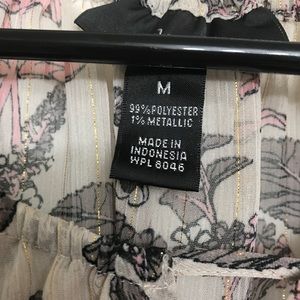 M
99% POLYESTER
1% METALLIC
MADE IN
INDONESIA
WPL 8046